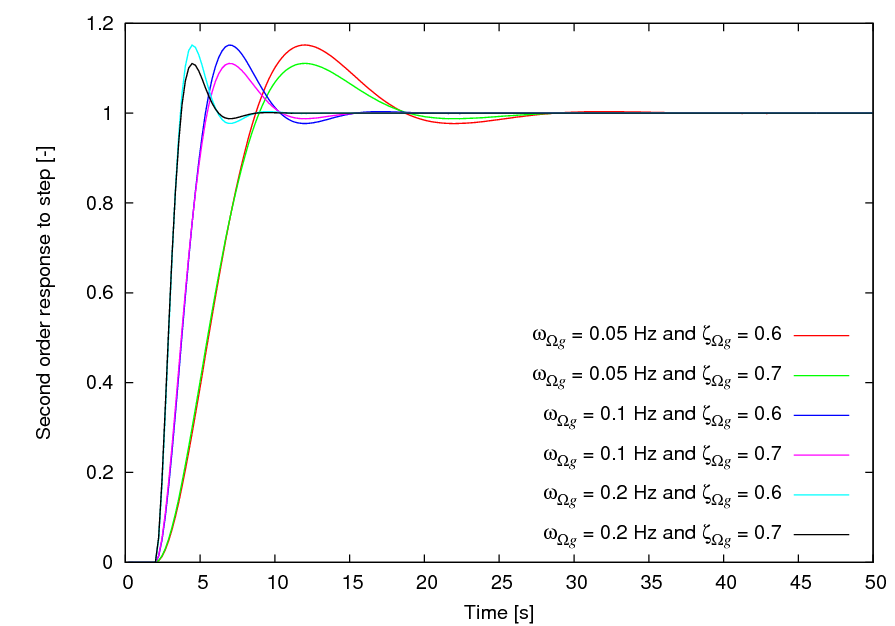 1.2
1
0.8
0.6
0.4
0.2
0
Second order response to step [-]
ωΩg = 0.05 Hz and ζΩg = 0.6
ωΩg = 0.05 Hz and ζΩg = 0.7
ωΩg = 0.1 Hz and ζΩg = 0.6
ωΩg = 0.1 Hz and ζΩg = 0.7
ωΩg = 0.2 Hz and ζΩg = 0.6
ωΩg = 0.2 Hz and ζΩg = 0.7
0 5 10 15 20 25 30 35 40 45 50
Time [s]